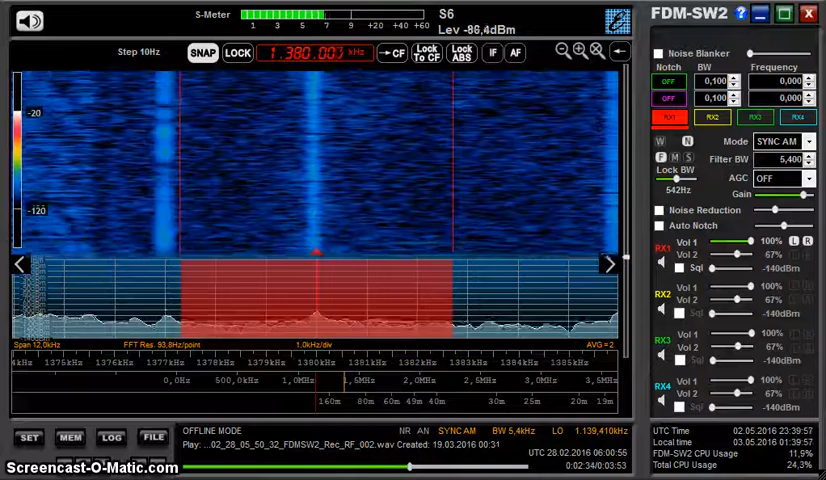 S-Meter
1 3 5 7 9 +20 +40 +60
S6
Lev -86,4dBm
FDM-SW2
Step 10Hz
SNAP
LOCK
1.380.003 kHz
→CF
Lock To CF
Lock ABS
IF
AF
-20
-120
Noise Blanker
Notch BW Frequency
OFF 0,100 0,000
OFF 0,100 0,000
RX1 RX2 RX3 RX4
W N Mode SYNC AM
F M S Filter BW 5,400
Lock BW AGC OFF
542Hz Gain
Noise Reduction
Auto Notch
RX1 Vol 1 100% L R
Vol 2 67%
Sql -140dBm
RX2 Vol 1 100%
Vol 2 67%
Sql -140dBm
RX3 Vol 1 100%
Vol 2 67%
Sql -140dBm
RX4 Vol 1 100%
Vol 2 67%
Sql -140dBm
Span 12,0kHz FFT Res. 93,8Hz/point 1,0kHz/div AVG= 2
4kHz 1375kHz 1376kHz 1377kHz 1378kHz 1379kHz 1380kHz 1381kHz 1382kHz 1383kHz 1384kHz 1385kHz
0,0Hz 500,0kHz 1,0MHz 1,5MHz 2,0MHz 2,5MHz 3,0MHz 3,5MHz
160m 80m 60m 49m 40m 30m 25m 20m 19m
SET MEM LOG FILE
OFFLINE MODE NR AN SYNC AM BW 5,4kHz LO 1.139,410kHz
Play: ...02_28_05_50_32_FDMSW2_Rec_RF_002.wav Created: 19.03.2016 00:31
UTC 28.02.2016 06:00:55
0:02:34/0:03:53
UTC Time 02.05.2016 23:39:57
Local time 03.05.2016 01:39:57
FDM-SW2 CPU Usage 11,9%
Total CPU Usage 24,3%
Screencast-O-Matic.com